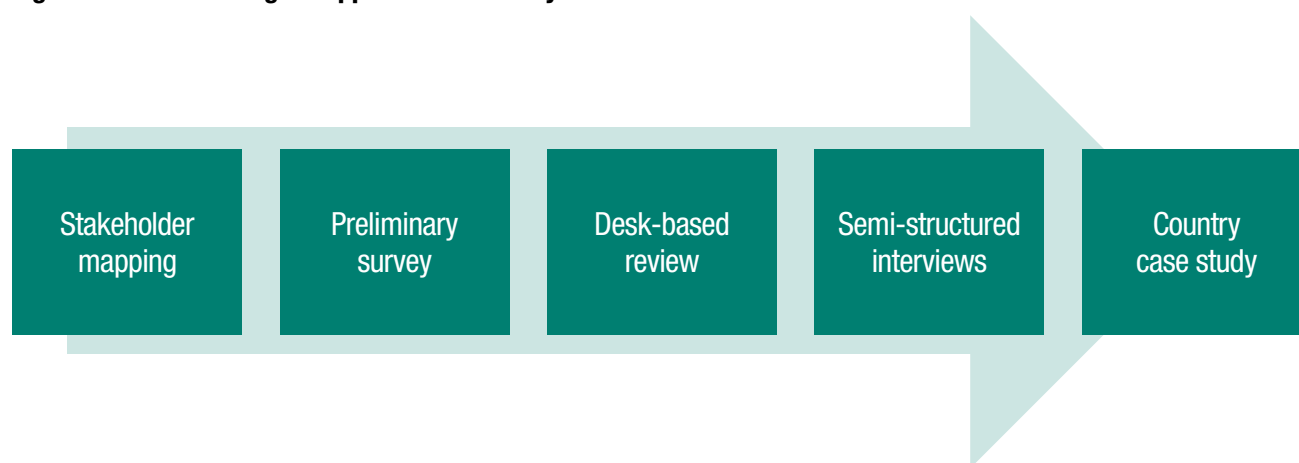 Stakeholder
mapping
Preliminary
survey
Desk-based
review
Semi-structured
interviews
Country
case study